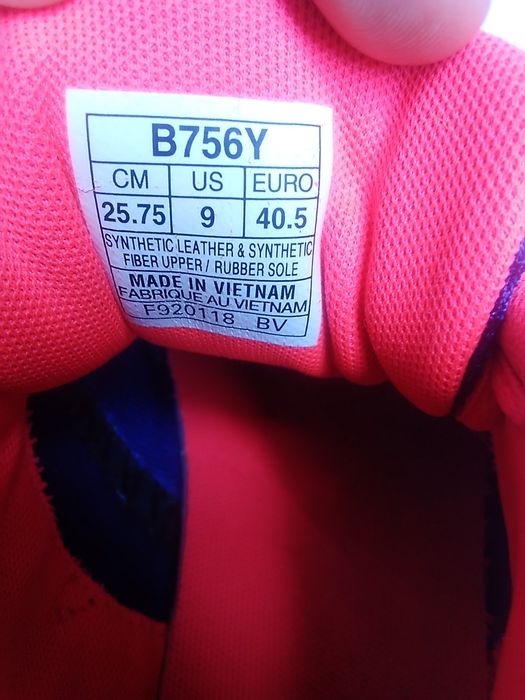 B756Y
CM US EURO
25.75 9 40.5
SYNTHETIC LEATHER & SYNTHETIC
FIBER UPPER / RUBBER SOLE
MADE IN VIETNAM
FABRIQUE AU VIETNAM
F920118 BV